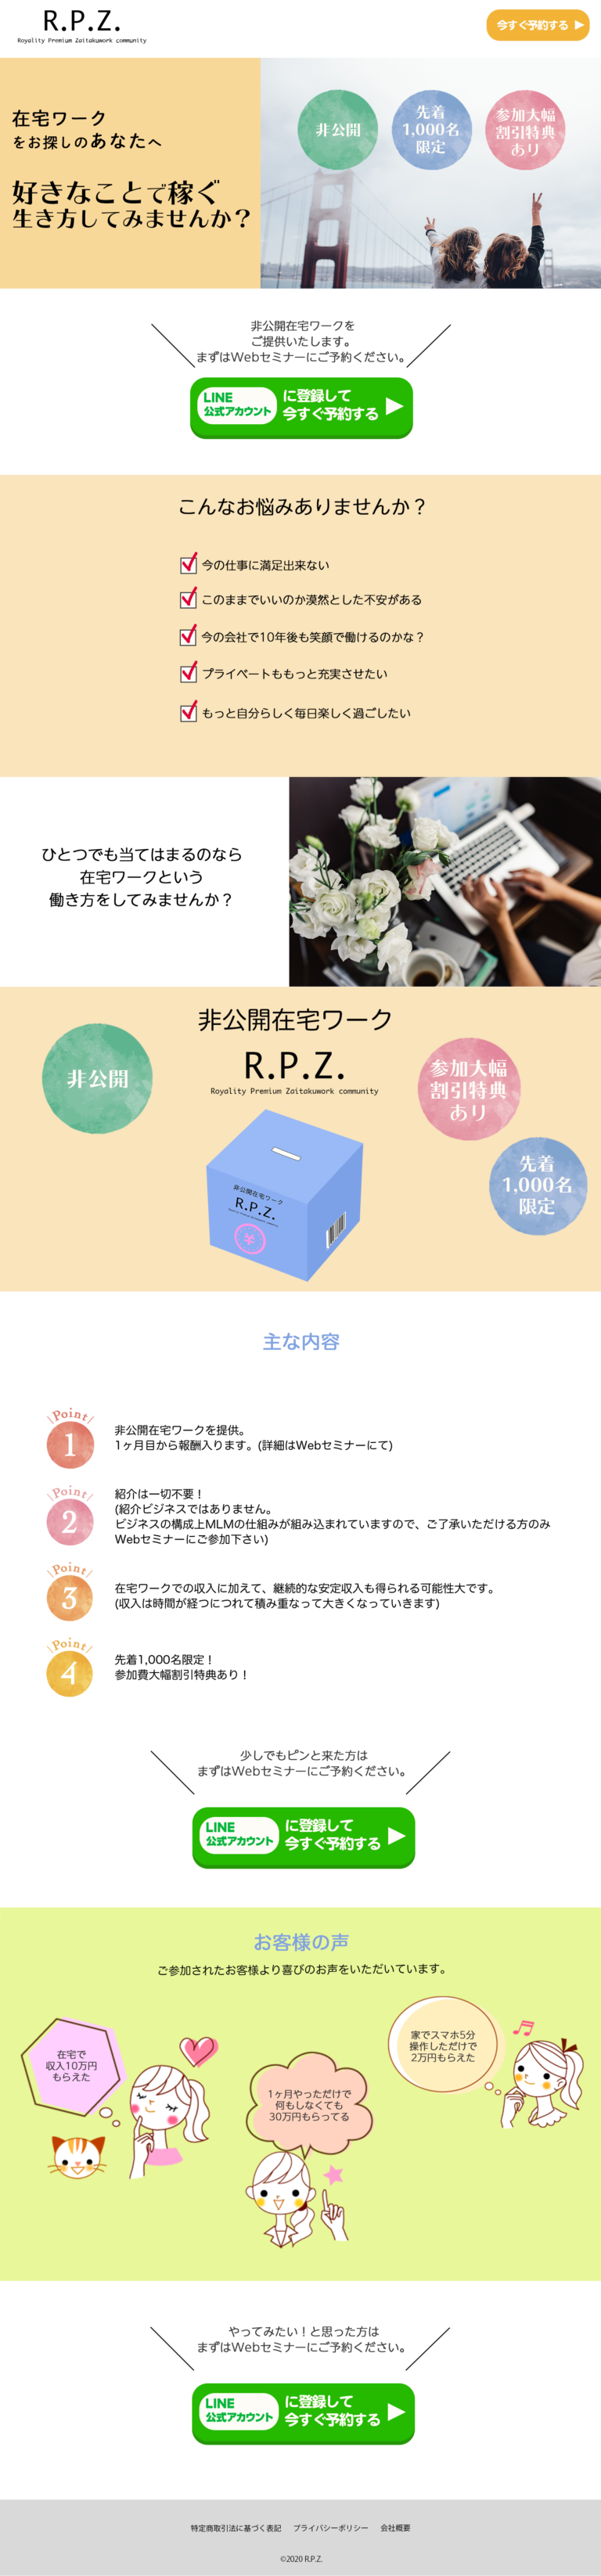 R.P.Z.
Royality Premium Zaitakuwork community
今すぐ予約する ▶
在宅ワーク
をお探しのあなたへ
好きなことで稼ぐ
生き方してみませんか？
非公開
先着
1,000名
限定
参加大幅
割引特典
あり
非公開在宅ワークを
ご提供いたします。
まずはWebセミナーにご予約ください。
LINE
公式アカウント
に登録して
今すぐ予約する
こんなお悩みありませんか？
今の仕事に満足出来ない
このままでいいのか漠然とした不安がある
今の会社で10年後も笑顔で働けるのかな？
プライベートももっと充実させたい
もっと自分らしく毎日楽しく過ごしたい
ひとつでも当てはまるのなら
在宅ワークという
働き方をしてみませんか？
非公開在宅ワーク
R.P.Z.
Royality Premium Zaitakuwork community
非公開
参加大幅
割引特典
あり
先着
1,000名
限定
非公開在宅ワーク
R.P.Z.
¥
主な内容
Point
1
非公開在宅ワークを提供。
1ヶ月目から報酬入ります。(詳細はWebセミナーにて)
Point
2
紹介は一切不要！
(紹介ビジネスではありません。
ビジネスの構成上MLMの仕組みが組み込まれていますので、ご了承いただける方のみ
Webセミナーにご参加下さい)
Point
3
在宅ワークでの収入に加えて、継続的な安定収入も得られる可能性大です。
(収入は時間が経つにつれて積み重なって大きくなっていきます)
Point
4
先着1,000名限定！
参加費大幅割引特典あり！
少しでもピンと来た方は
まずはWebセミナーにご予約ください。
LINE
公式アカウント
に登録して
今すぐ予約する
お客様の声
ご参加されたお客様より喜びのお声をいただいています。
在宅で
収入10万円
もらえた
1ヶ月やっただけで
何もしなくても
30万円もらってる
家でスマホ5分
操作しただけで
2万円もらえた
やってみたい！と思った方は
まずはWebセミナーにご予約ください。
LINE
公式アカウント
に登録して
今すぐ予約する
特定商取引法に基づく表記 プライバシーポリシー 会社概要
©2020 R.P.Z.